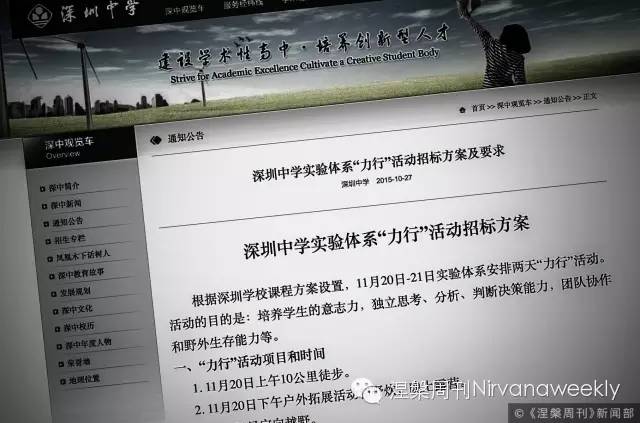 深圳中学
深中观览车
服务经纬线
建设学术性高中·培养创新型人才
Strive for Academic Excellence Cultivate a Creative Student Body
深中观览车
Overview
通知公告
首页>>深中观览车>>通知公告>>正文
深中简介
深中新闻
通知公告
招生专栏
凤凰木下话树人
深中教育故事
发展规划
深中文化
深中校历
深中年度人物
荣誉墙
地理位置
深圳中学实验体系“力行”活动招标方案及要求
深圳中学 2015-10-27
深圳中学实验体系“力行”活动招标方案
根据深圳学校课程方案设置，11月20日-21日实验体系安排两天“力行”活动。
活动的目的是：培养学生的意志力，独立思考、分析、判断决策能力，团队协作
和野外生存能力等。
一、“力行”活动项目和时间
1. 11月20日上午10公里徒步。
2. 11月20日下午户外拓展活动
定向越野。
涅槃周刊Nirvanaweekly
©《涅槃周刊》新闻部